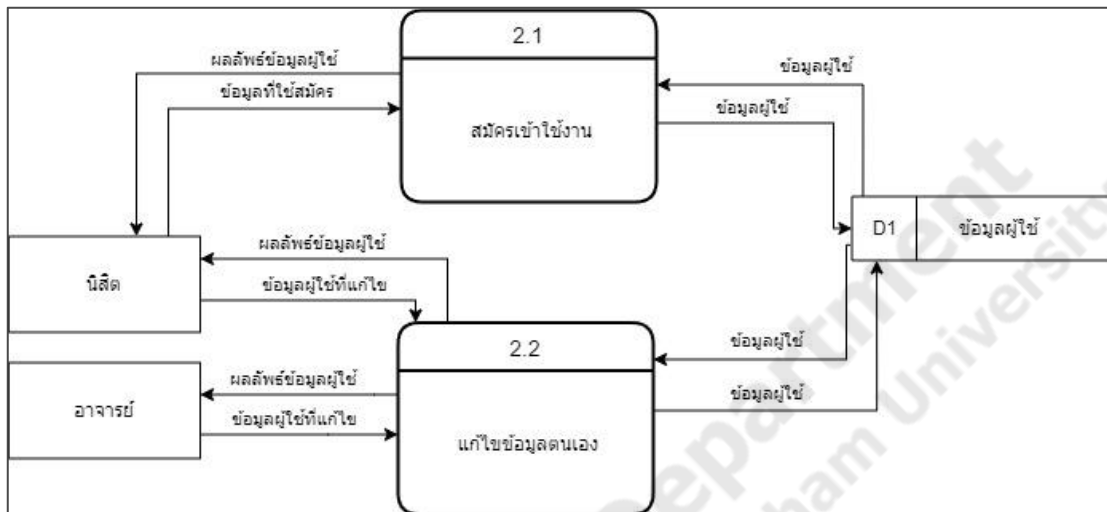 2.1
ผลลัพธ์ข้อมูลผู้ใช้
ข้อมูลที่ใช้สมัคร
สมัครเข้าใช้งาน
ข้อมูลผู้ใช้
ข้อมูลผู้ใช้
D1 ข้อมูลผู้ใช้
นิสิต
ผลลัพธ์ข้อมูลผู้ใช้
ข้อมูลผู้ใช้ที่แก้ไข
2.2
อาจารย์
ผลลัพธ์ข้อมูลผู้ใช้
ข้อมูลผู้ใช้ที่แก้ไข
แก้ไขข้อมูลตนเอง
ข้อมูลผู้ใช้
ข้อมูลผู้ใช้
Department
University